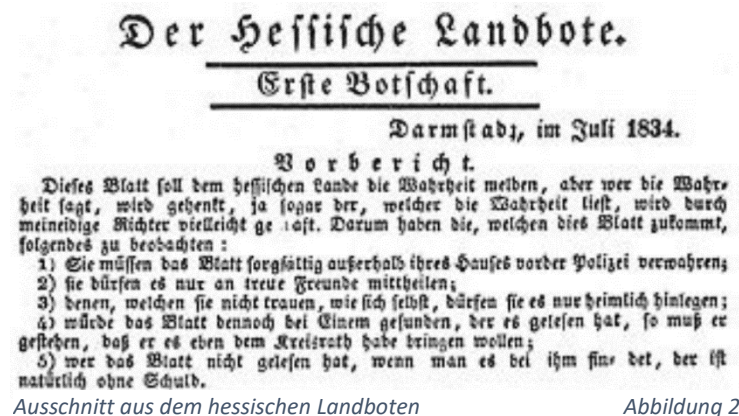 Der Hessische Landbote.
Erste Botschaft.
Darmstadt, im Juli 1834.
Vorbericht.
Dieses Blatt soll dem hessischen Lande die Wahrheit melden, aber wer die Wahr-
heit sagt, wird gehenkt, ja sogar der, welcher die Wahrheit liest, wird durch
meineidige Richter vielleicht ge raft. Darum haben die, welchen dies Blatt zukommt,
folgendes zu beobachten :
1) Sie müssen das Blatt sorgfältig außerhalb ihres Hauses vorder Polizei verwahren;
2) sie dürfen es nur an treue Freunde mittheilen;
3) denen, welchen sie nicht trauen, wie sich selbst, dürfen sie es nur heimlich hinlegen;
4) würde das Blatt dennoch bei Einem gefunden, der es gelesen hat, so muß er
gestehen, daß er es eben dem Kreisrath habe bringen wollen;
5) wer das Blatt nicht gelesen hat, wenn man es bei ihm fin- det, der ist
natürlich ohne Schuld.
Ausschnitt aus dem hessischen Landboten Abbildung 2